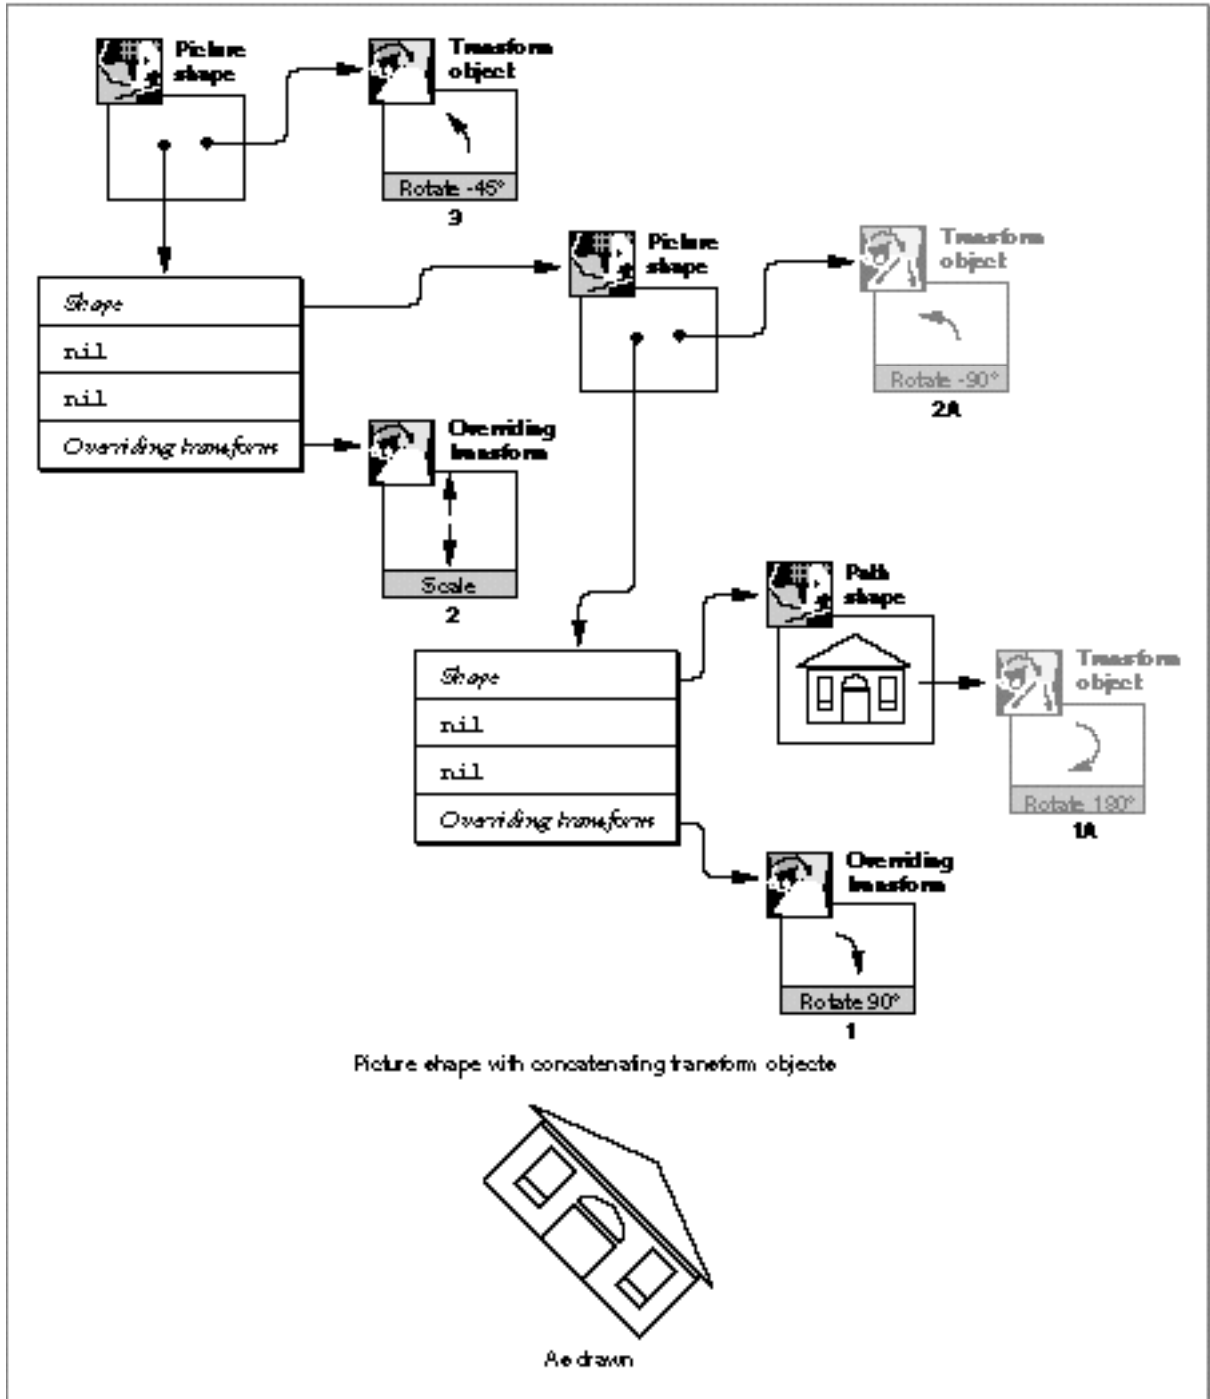 Picture
shape
Transform
object
Rotate -45°
3
Picture
shape
Transform
object
Rotate -90°
2A
Shape
nil
nil
Overriding transform
Overriding
transform
Scale
2
Path
shape
Shape
nil
nil
Overriding transform
Transform
object
Rotate 180°
1A
Overriding
transform
Rotate 90°
1
Picture shape with concatenating transform objects
As drawn